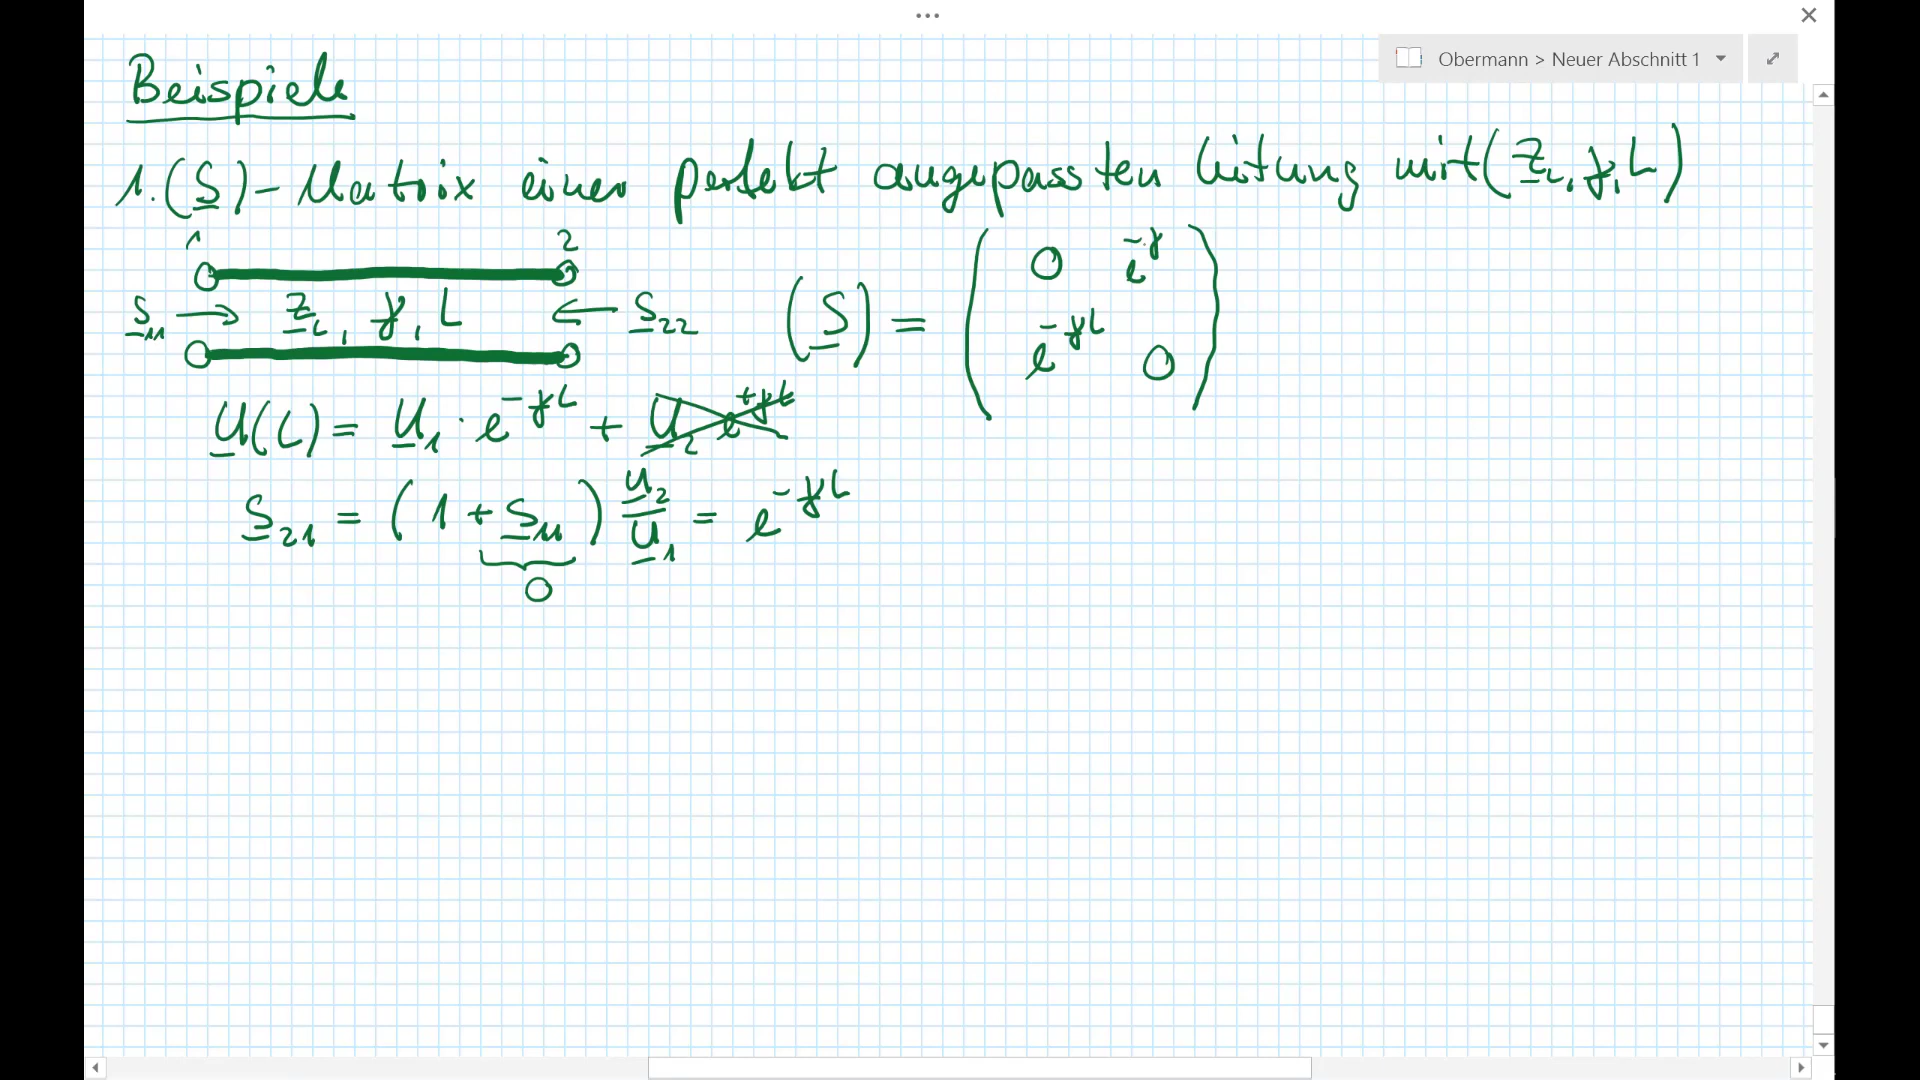 Obermann > Neuer Abschnitt 1
Beispiele
1. (S)-Matrix einer perfekt angepassten Leitung mit (Z_L, γ, L)
1 2
S_11 → Z_L, γ, L ← S_22
(S) = ( 0 e^-γ
e^-γL 0 )
U(L) = U_1 · e^-γL + U_2 e^+γL
S_21 = (1 + S_11) U_2/U_1 = e^-γL
0